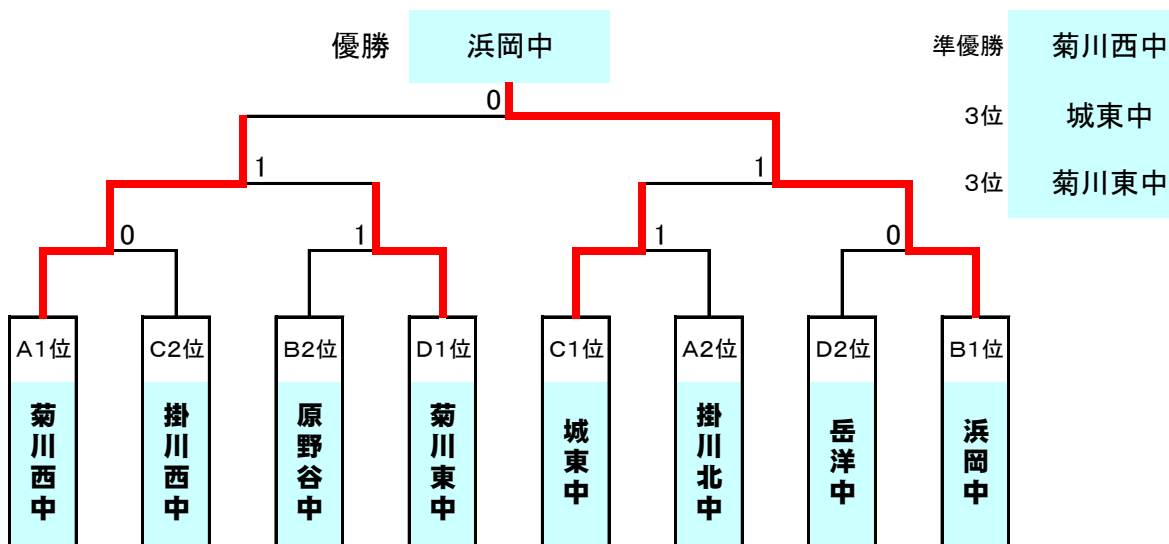 優勝 浜岡中 準優勝 菊川西中
0
3位 城東中
1 1 3位 菊川東中
0 1 1 0
A1位 C2位 B2位 D1位 C1位 A2位 D2位 B1位
菊川西中
掛川西中
原野谷中
菊川東中
城東中
掛川北中
岳洋中
浜岡中